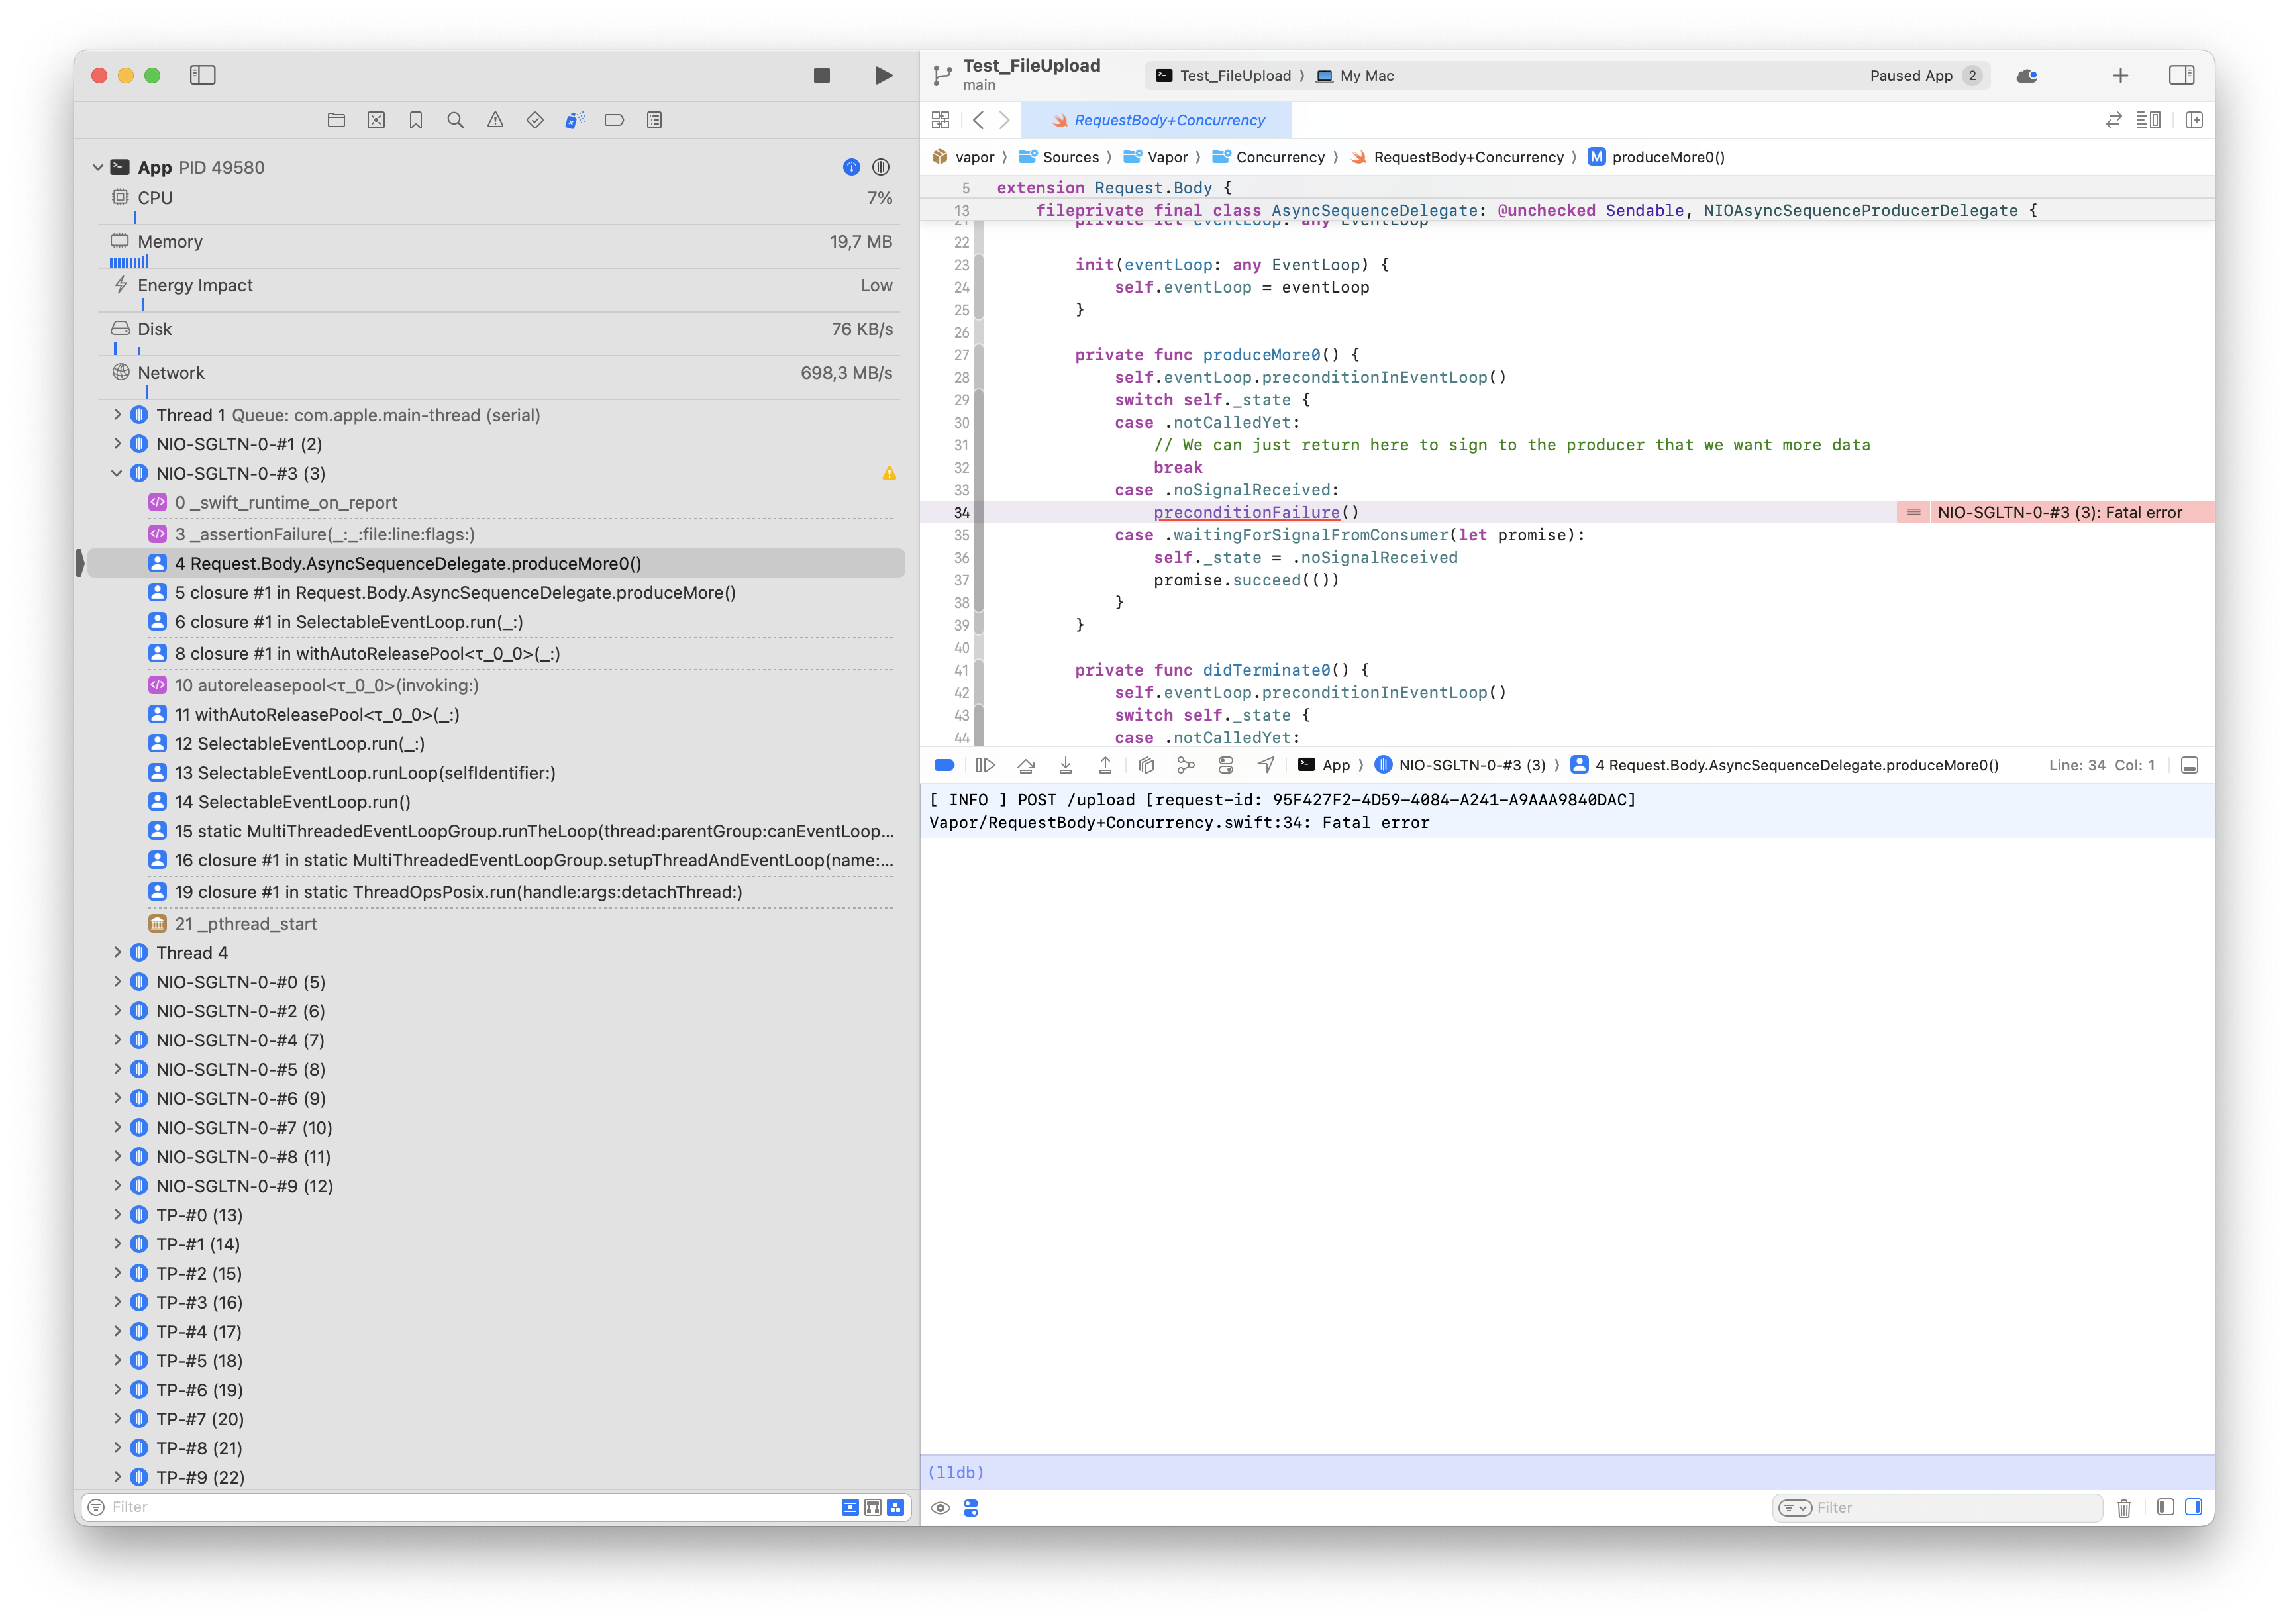 Test_FileUpload
main
Test_FileUpload 〉 My Mac
Paused App 2
RequestBody+Concurrency
App PID 49580
CPU 7%
Memory 19,7 MB
Energy Impact Low
Disk 76 KB/s
Network 698,3 MB/s
Thread 1 Queue: com.apple.main-thread (serial)
NIO-SGLTN-0-#1 (2)
NIO-SGLTN-0-#3 (3)
0 _swift_runtime_on_report
3 _assertionFailure(_:_:file:line:flags:)
4 Request.Body.AsyncSequenceDelegate.produceMore0()
5 closure #1 in Request.Body.AsyncSequenceDelegate.produceMore()
6 closure #1 in SelectableEventLoop.run(_:)
8 closure #1 in withAutoReleasePool<τ_0_0>(_:)
10 autoreleasepool<τ_0_0>(invoking:)
11 withAutoReleasePool<τ_0_0>(_:)
12 SelectableEventLoop.run(_:)
13 SelectableEventLoop.runLoop(selfIdentifier:)
14 SelectableEventLoop.run()
15 static MultiThreadedEventLoopGroup.runTheLoop(thread:parentGroup:canEventLoop...
16 closure #1 in static MultiThreadedEventLoopGroup.setupThreadAndEventLoop(name:...
19 closure #1 in static ThreadOpsPosix.run(handle:args:detachThread:)
21 _pthread_start
Thread 4
NIO-SGLTN-0-#0 (5)
NIO-SGLTN-0-#2 (6)
NIO-SGLTN-0-#4 (7)
NIO-SGLTN-0-#5 (8)
NIO-SGLTN-0-#6 (9)
NIO-SGLTN-0-#7 (10)
NIO-SGLTN-0-#8 (11)
NIO-SGLTN-0-#9 (12)
TP-#0 (13)
TP-#1 (14)
TP-#2 (15)
TP-#3 (16)
TP-#4 (17)
TP-#5 (18)
TP-#6 (19)
TP-#7 (20)
TP-#8 (21)
TP-#9 (22)
Filter
vapor 〉 Sources 〉 Vapor 〉 Concurrency 〉 RequestBody+Concurrency 〉 M produceMore0()
5 extension Request.Body {
13 fileprivate final class AsyncSequenceDelegate: @unchecked Sendable, NIOAsyncSequenceProducerDelegate {
21 private let eventLoop: any EventLoop
22
23 init(eventLoop: any EventLoop) {
24 self.eventLoop = eventLoop
25 }
26
27 private func produceMore0() {
28 self.eventLoop.preconditionInEventLoop()
29 switch self._state {
30 case .notCalledYet:
31 // We can just return here to sign to the producer that we want more data
32 break
33 case .noSignalReceived:
34 preconditionFailure() NIO-SGLTN-0-#3 (3): Fatal error
35 case .waitingForSignalFromConsumer(let promise):
36 self._state = .noSignalReceived
37 promise.succeed(())
38 }
39 }
40
41 private func didTerminate0() {
42 self.eventLoop.preconditionInEventLoop()
43 switch self._state {
44 case .notCalledYet:
App 〉 NIO-SGLTN-0-#3 (3) 〉 4 Request.Body.AsyncSequenceDelegate.produceMore0()
Line: 34 Col: 1
[ INFO ] POST /upload [request-id: 95F427F2-4D59-4084-A241-A9AAA9840DAC]
Vapor/RequestBody+Concurrency.swift:34: Fatal error
(lldb)
Filter